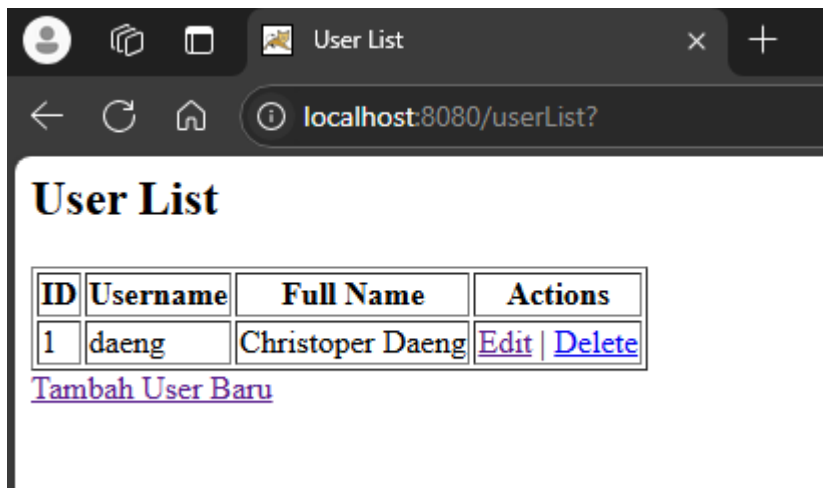 User List
localhost:8080/userList?
User List
ID Username Full Name Actions
1 daeng Christoper Daeng Edit | Delete
Tambah User Baru